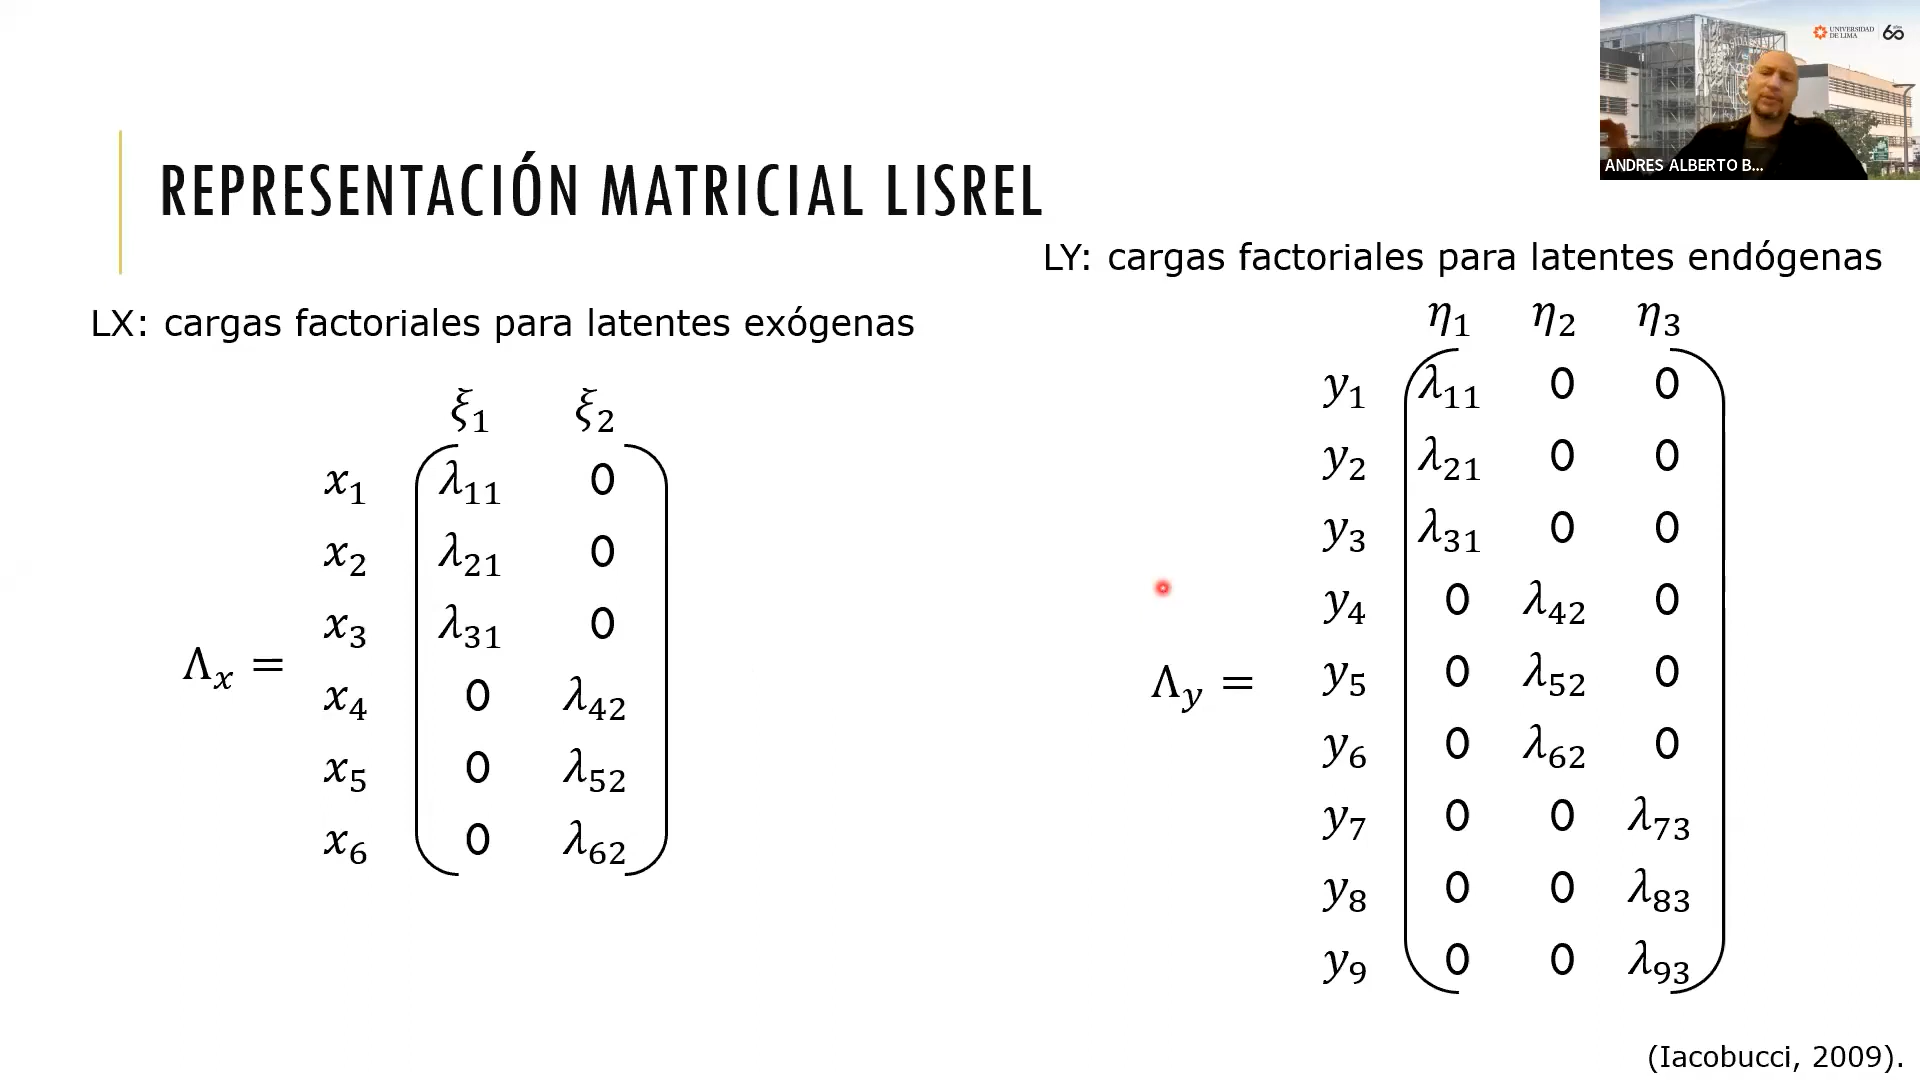 UNIVERSIDAD
DE LIMA
60
ANDRES ALBERTO B...
REPRESENTACIÓN MATRICIAL LISREL
LX: cargas factoriales para latentes exógenas
ξ₁ ξ₂
Λₓ =
x₁ λ₁₁ 0
x₂ λ₂₁ 0
x₃ λ₃₁ 0
x₄ 0 λ₄₂
x₅ 0 λ₅₂
x₆ 0 λ₆₂
LY: cargas factoriales para latentes endógenas
η₁ η₂ η₃
Λy =
y₁ λ₁₁ 0 0
y₂ λ₂₁ 0 0
y₃ λ₃₁ 0 0
y₄ 0 λ₄₂ 0
y₅ 0 λ₅₂ 0
y₆ 0 λ₆₂ 0
y₇ 0 0 λ₇₃
y₈ 0 0 λ₈₃
y₉ 0 0 λ₉₃
(Iacobucci, 2009).